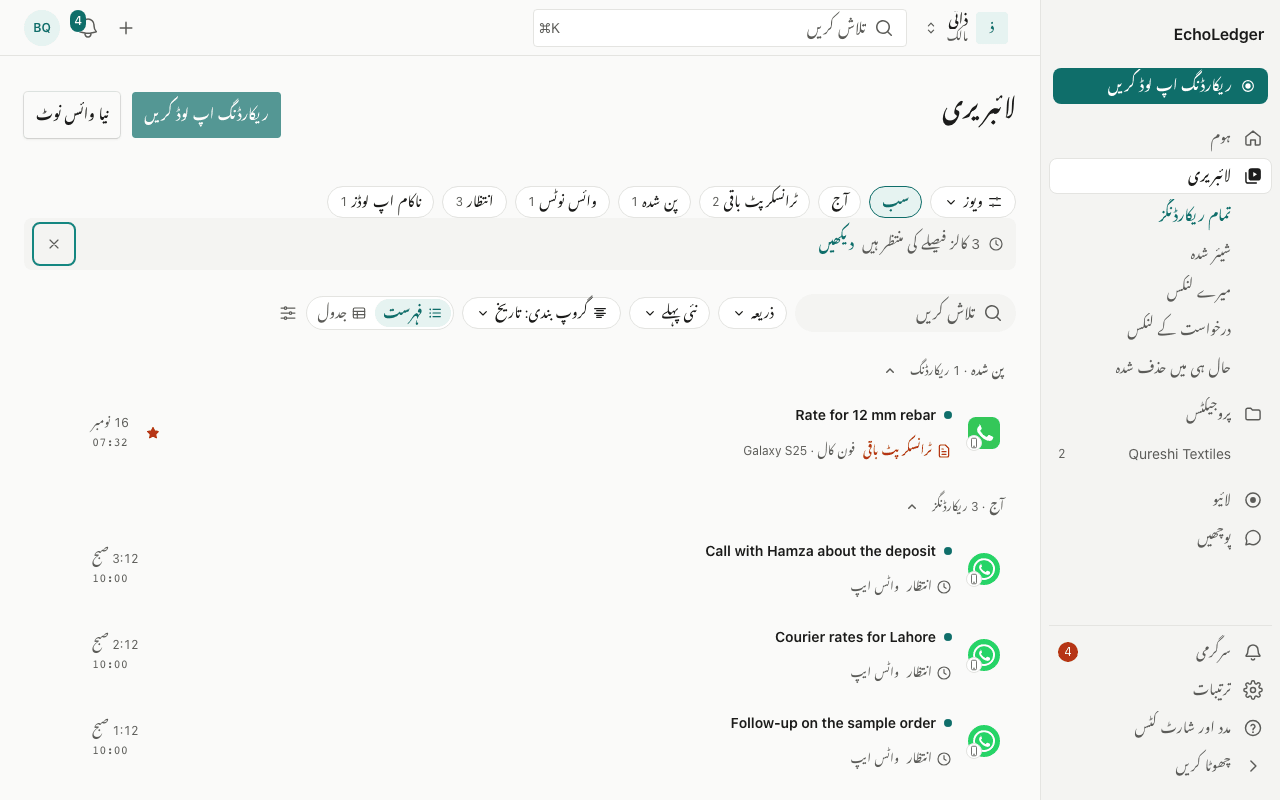 EchoLedger
ریکارڈنگ اپ لوڈ کریں
ہوم
لائبریری
تمام ریکارڈنگز
شیئر شدہ
میرے لنکس
درخواست کے لنکس
حال ہی میں حذف شدہ
پروجیکٹس
Qureshi Textiles 2
لائیو
پوچھیں
سرگرمی 4
ترتیبات
مدد اور شارٹ کٹس
چھوٹا کریں
ذ
ذاتی
مالک
تلاش کریں ⌘K
4
BQ
لائبریری
ریکارڈنگ اپ لوڈ کریں
نیا وائس نوٹ
ویوز
سب
آج
ٹرانسکرپٹ باقی 2
پن شدہ 1
وائس نوٹس 1
انتظار 3
ناکام اپ لوڈز 1
3 کالز فیصلے کی منتظر ہیں دیکھیں
تلاش کریں
ذریعہ
نئی پہلے
گروپ بندی: تاریخ
فہرست
جدول
پن شدہ · 1 ریکارڈنگ
Rate for 12 mm rebar
ٹرانسکرپٹ باقی فون کال · Galaxy S25
16 نومبر
07:32
آج · 3 ریکارڈنگز
Call with Hamza about the deposit
انتظار واٹس ایپ
3:12 صبح
10:00
Courier rates for Lahore
انتظار واٹس ایپ
2:12 صبح
10:00
Follow-up on the sample order
انتظار واٹس ایپ
1:12 صبح
10:00